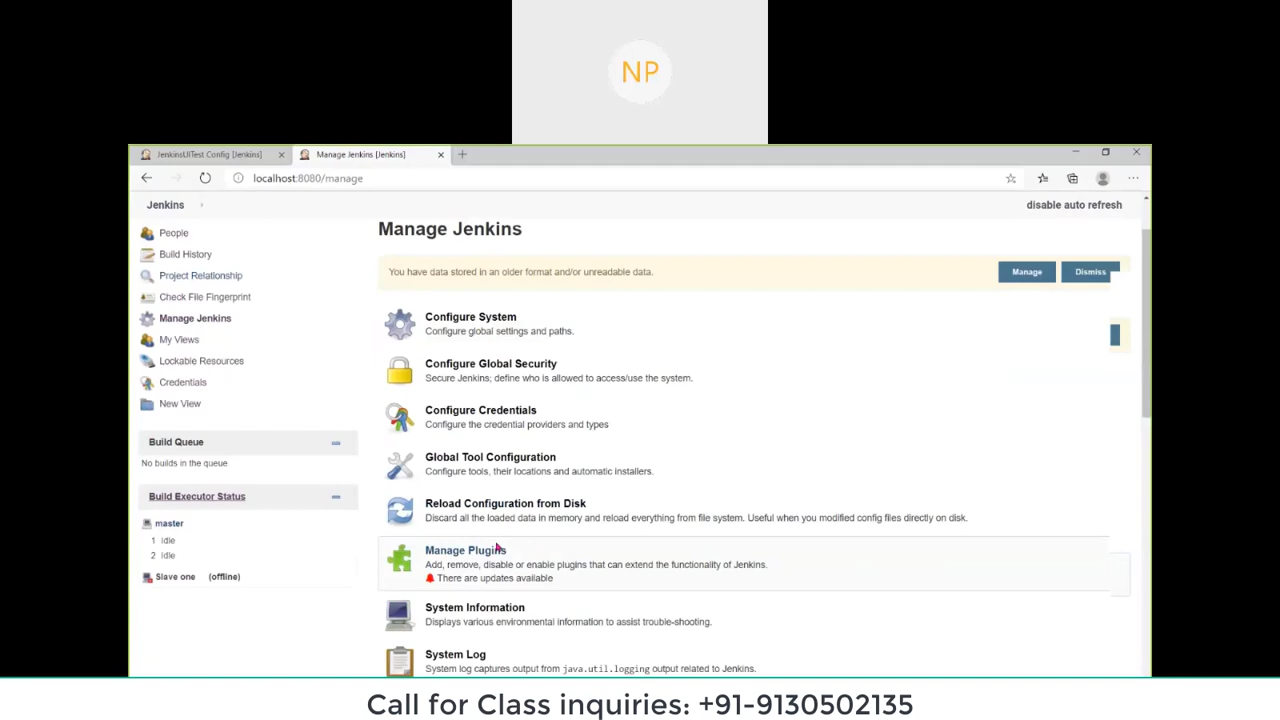 NP
JenkinsUITest Config [Jenkins]
Manage Jenkins [Jenkins]
localhost:8080/manage
Jenkins
disable auto refresh
People
Build History
Project Relationship
Check File Fingerprint
Manage Jenkins
My Views
Lockable Resources
Credentials
New View
Build Queue
No builds in the queue
Build Executor Status
master
1 Idle
2 Idle
Slave one (offline)
Manage Jenkins
You have data stored in an older format and/or unreadable data.
Manage
Dismiss
Configure System
Configure global settings and paths.
Configure Global Security
Secure Jenkins; define who is allowed to access/use the system.
Configure Credentials
Configure the credential providers and types
Global Tool Configuration
Configure tools, their locations and automatic installers.
Reload Configuration from Disk
Discard all the loaded data in memory and reload everything from file system. Useful when you modified config files directly on disk.
Manage Plugins
Add, remove, disable or enable plugins that can extend the functionality of Jenkins.
There are updates available
System Information
Displays various environmental information to assist trouble-shooting.
System Log
System log captures output from java.util.logging output related to Jenkins.
Call for Class inquiries: +91-9130502135